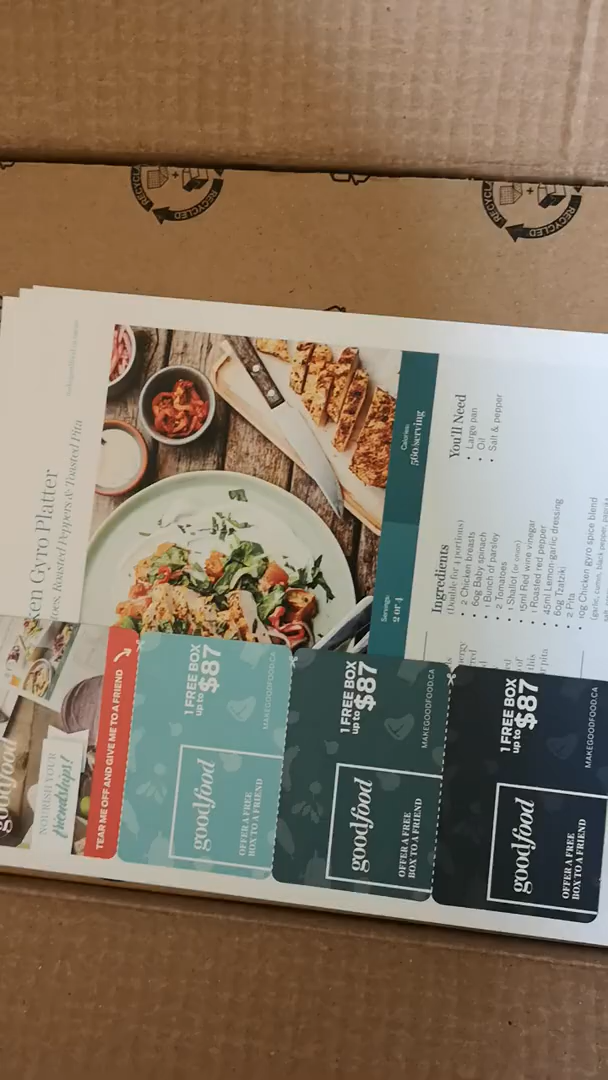 RECYCLED
RECYCLED
Gyro Platter
Roasted Peppers & Toasted Pita
Calories:
560/serving
Servings:
2 or 4
You'll Need
• Large pan
• Oil
• Salt & pepper
Ingredients
(Double for 4 portions)
• 2 Chicken breasts
• 60g Baby spinach
• 1 Bunch of parsley
• 2 Tomatoes
• 1 Shallot (or onion)
• 15ml Red wine vinegar
• 1 Roasted red pepper
• 45ml Lemon-garlic dressing
• 60g Tzatziki
• 2 Pita
• 10g Chicken gyro spice blend
goodfood
NOURISH YOUR
friendships!
TEAR ME OFF AND GIVE ME TO A FRIEND
goodfood
OFFER A FREE
BOX TO A FRIEND
1 FREE BOX
up to $87
MAKEGOODFOOD.CA
goodfood
OFFER A FREE
BOX TO A FRIEND
1 FREE BOX
up to $87
MAKEGOODFOOD.CA
goodfood
OFFER A FREE
BOX TO A FRIEND
1 FREE BOX
up to $87
MAKEGOODFOOD.CA